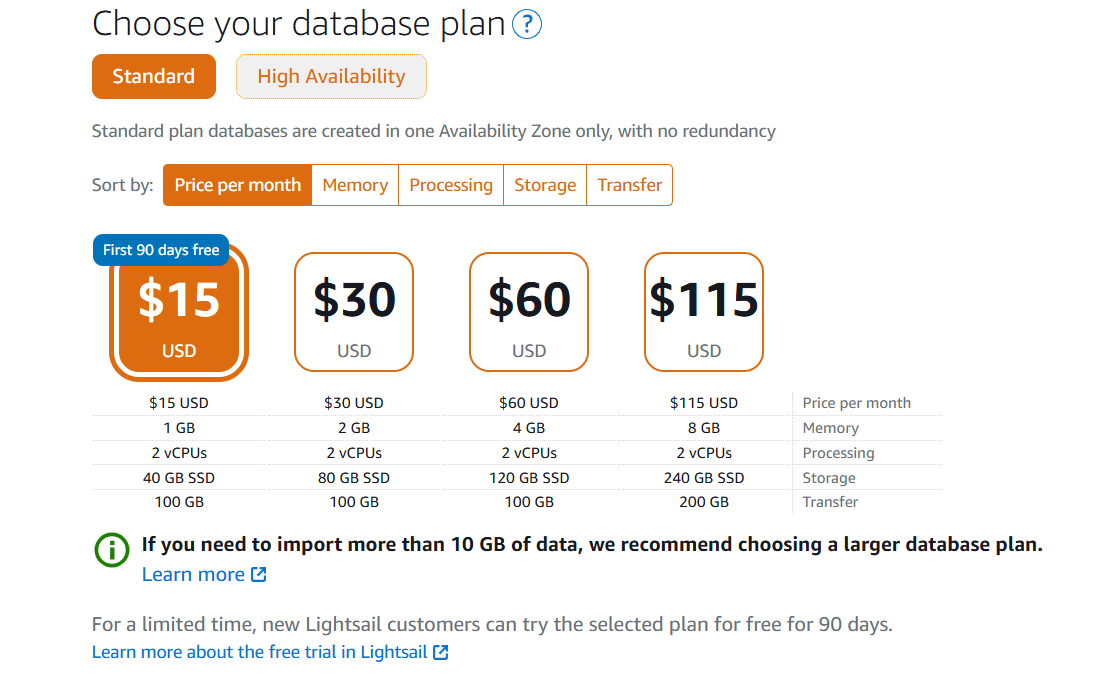 Choose your database plan ?
Standard High Availability
Standard plan databases are created in one Availability Zone only, with no redundancy
Sort by: Price per month Memory Processing Storage Transfer
First 90 days free
$15 $30 $60 $115
USD USD USD USD
$15 USD $30 USD $60 USD $115 USD Price per month
1 GB 2 GB 4 GB 8 GB Memory
2 vCPUs 2 vCPUs 2 vCPUs 2 vCPUs Processing
40 GB SSD 80 GB SSD 120 GB SSD 240 GB SSD Storage
100 GB 100 GB 100 GB 200 GB Transfer
If you need to import more than 10 GB of data, we recommend choosing a larger database plan.
Learn more
For a limited time, new Lightsail customers can try the selected plan for free for 90 days.
Learn more about the free trial in Lightsail